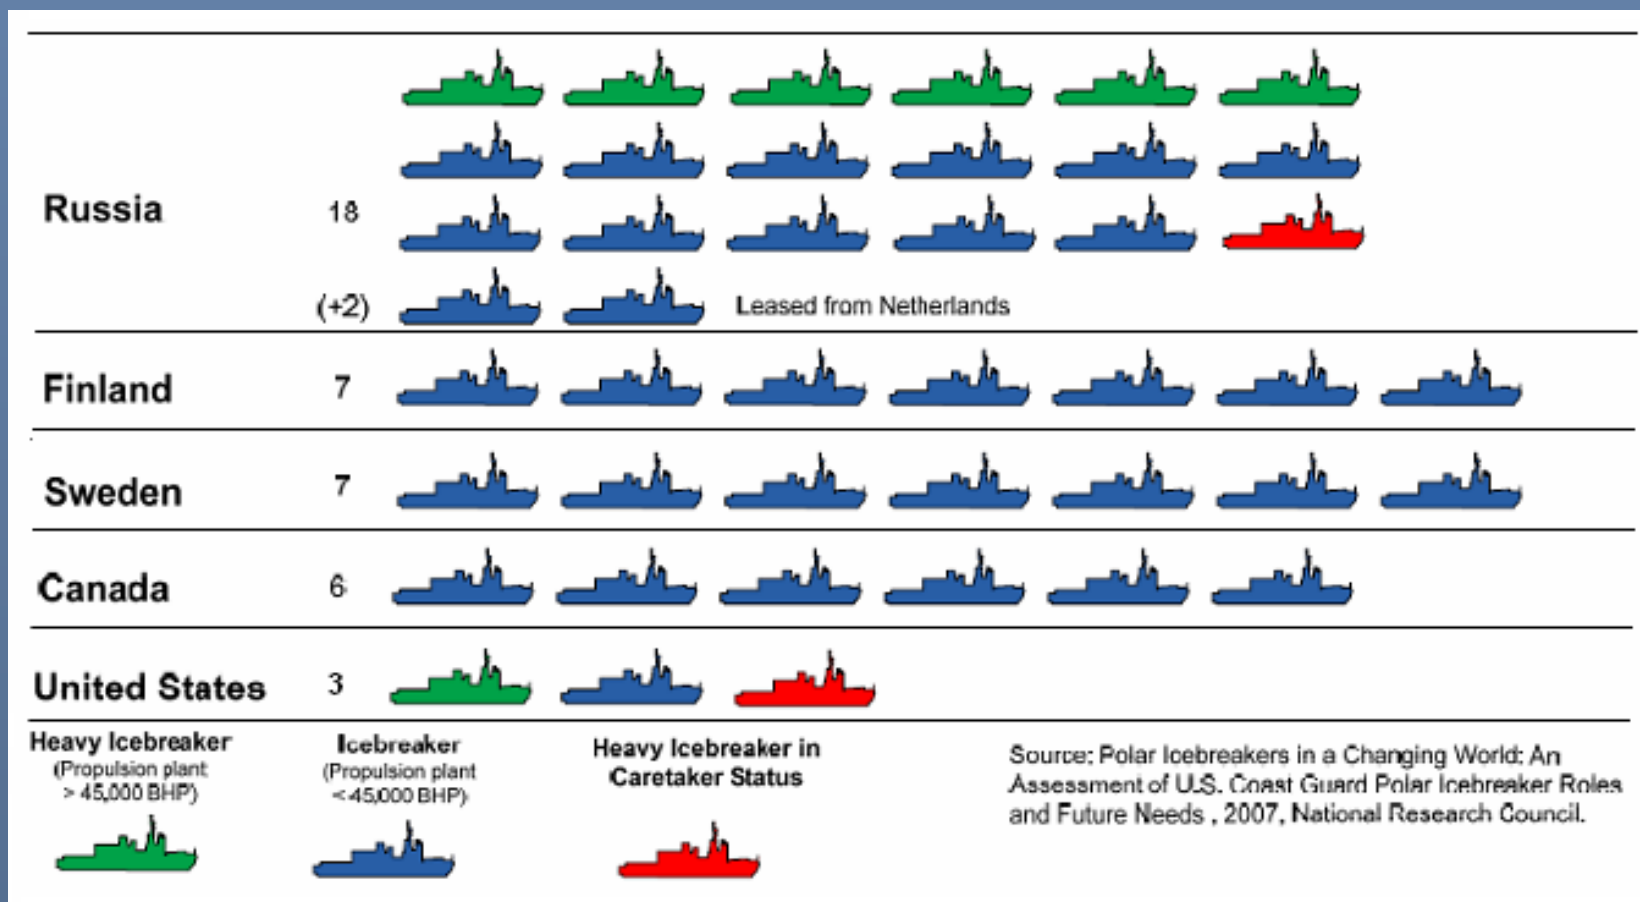 Russia 18
(+2) Leased from Netherlands
Finland 7
Sweden 7
Canada 6
United States 3
Heavy Icebreaker
(Propulsion plant
> 45,000 BHP)
Icebreaker
(Propulsion plant
<45,000 BHP)
Heavy Icebreaker in
Caretaker Status
Source: Polar Icebreakers in a Changing World: An
Assessment of U.S. Coast Guard Polar Icebreaker Roles
and Future Needs , 2007, National Research Council.